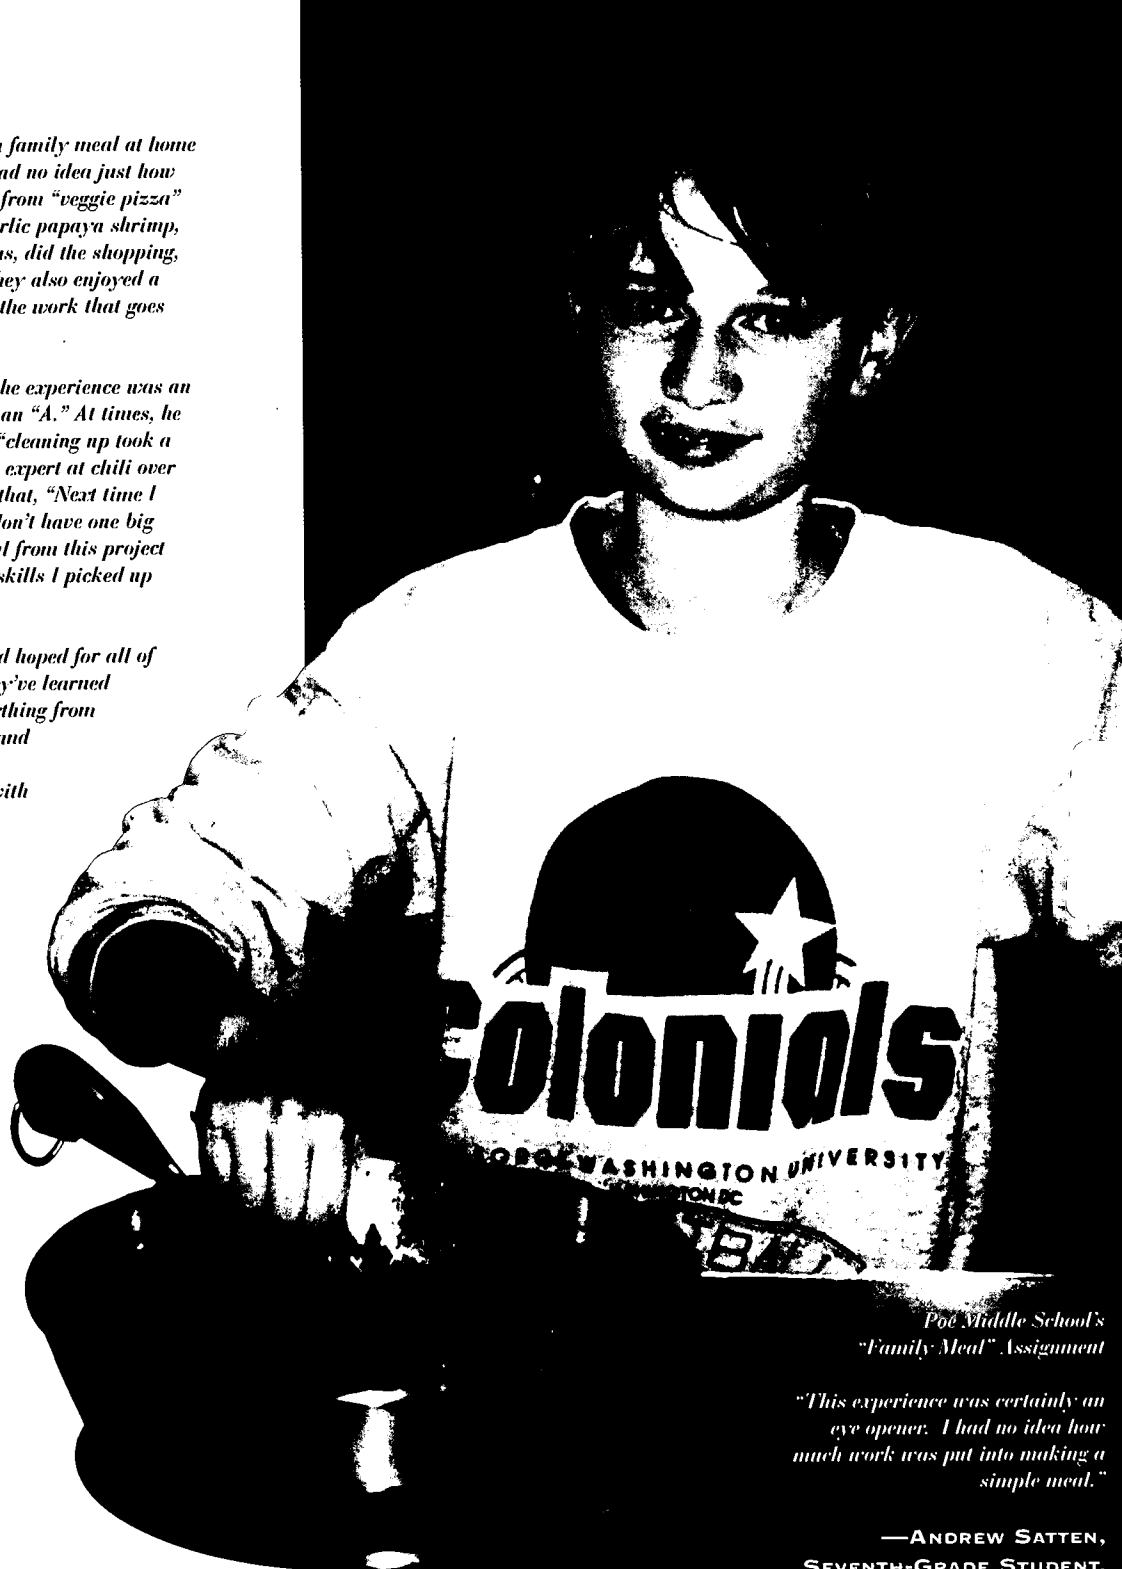 family meal at home
ad no idea just how
from “veggie pizza”
rlic papaya shrimp,
as, did the shopping,
hey also enjoyed a
the work that goes
he experience was an
an “A.” At times, he
“cleaning up took a
expert at chili over
that, “Next time I
don’t have one big
l from this project
skills I picked up
d hoped for all of
y’ve learned
thing from
and
with
Colonials
ORGE WASHINGTON UNIVERSITY
WASHINGTON DC
Poe Middle School’s
“Family Meal” Assignment
“This experience was certainly an
eye opener. I had no idea how
much work was put into making a
simple meal.”
—ANDREW SATTEN,
SEVENTH-GRADE STUDENT,